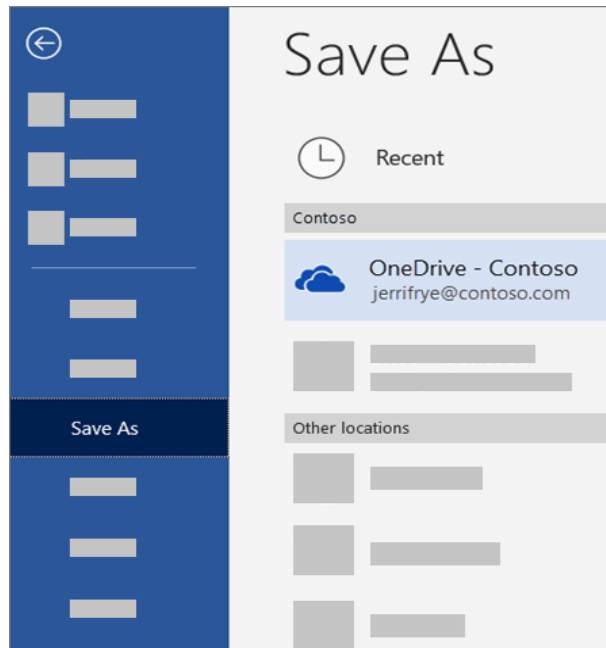 Save As
Recent
Contoso
OneDrive - Contoso
jerrifrye@contoso.com
Save As
Other locations